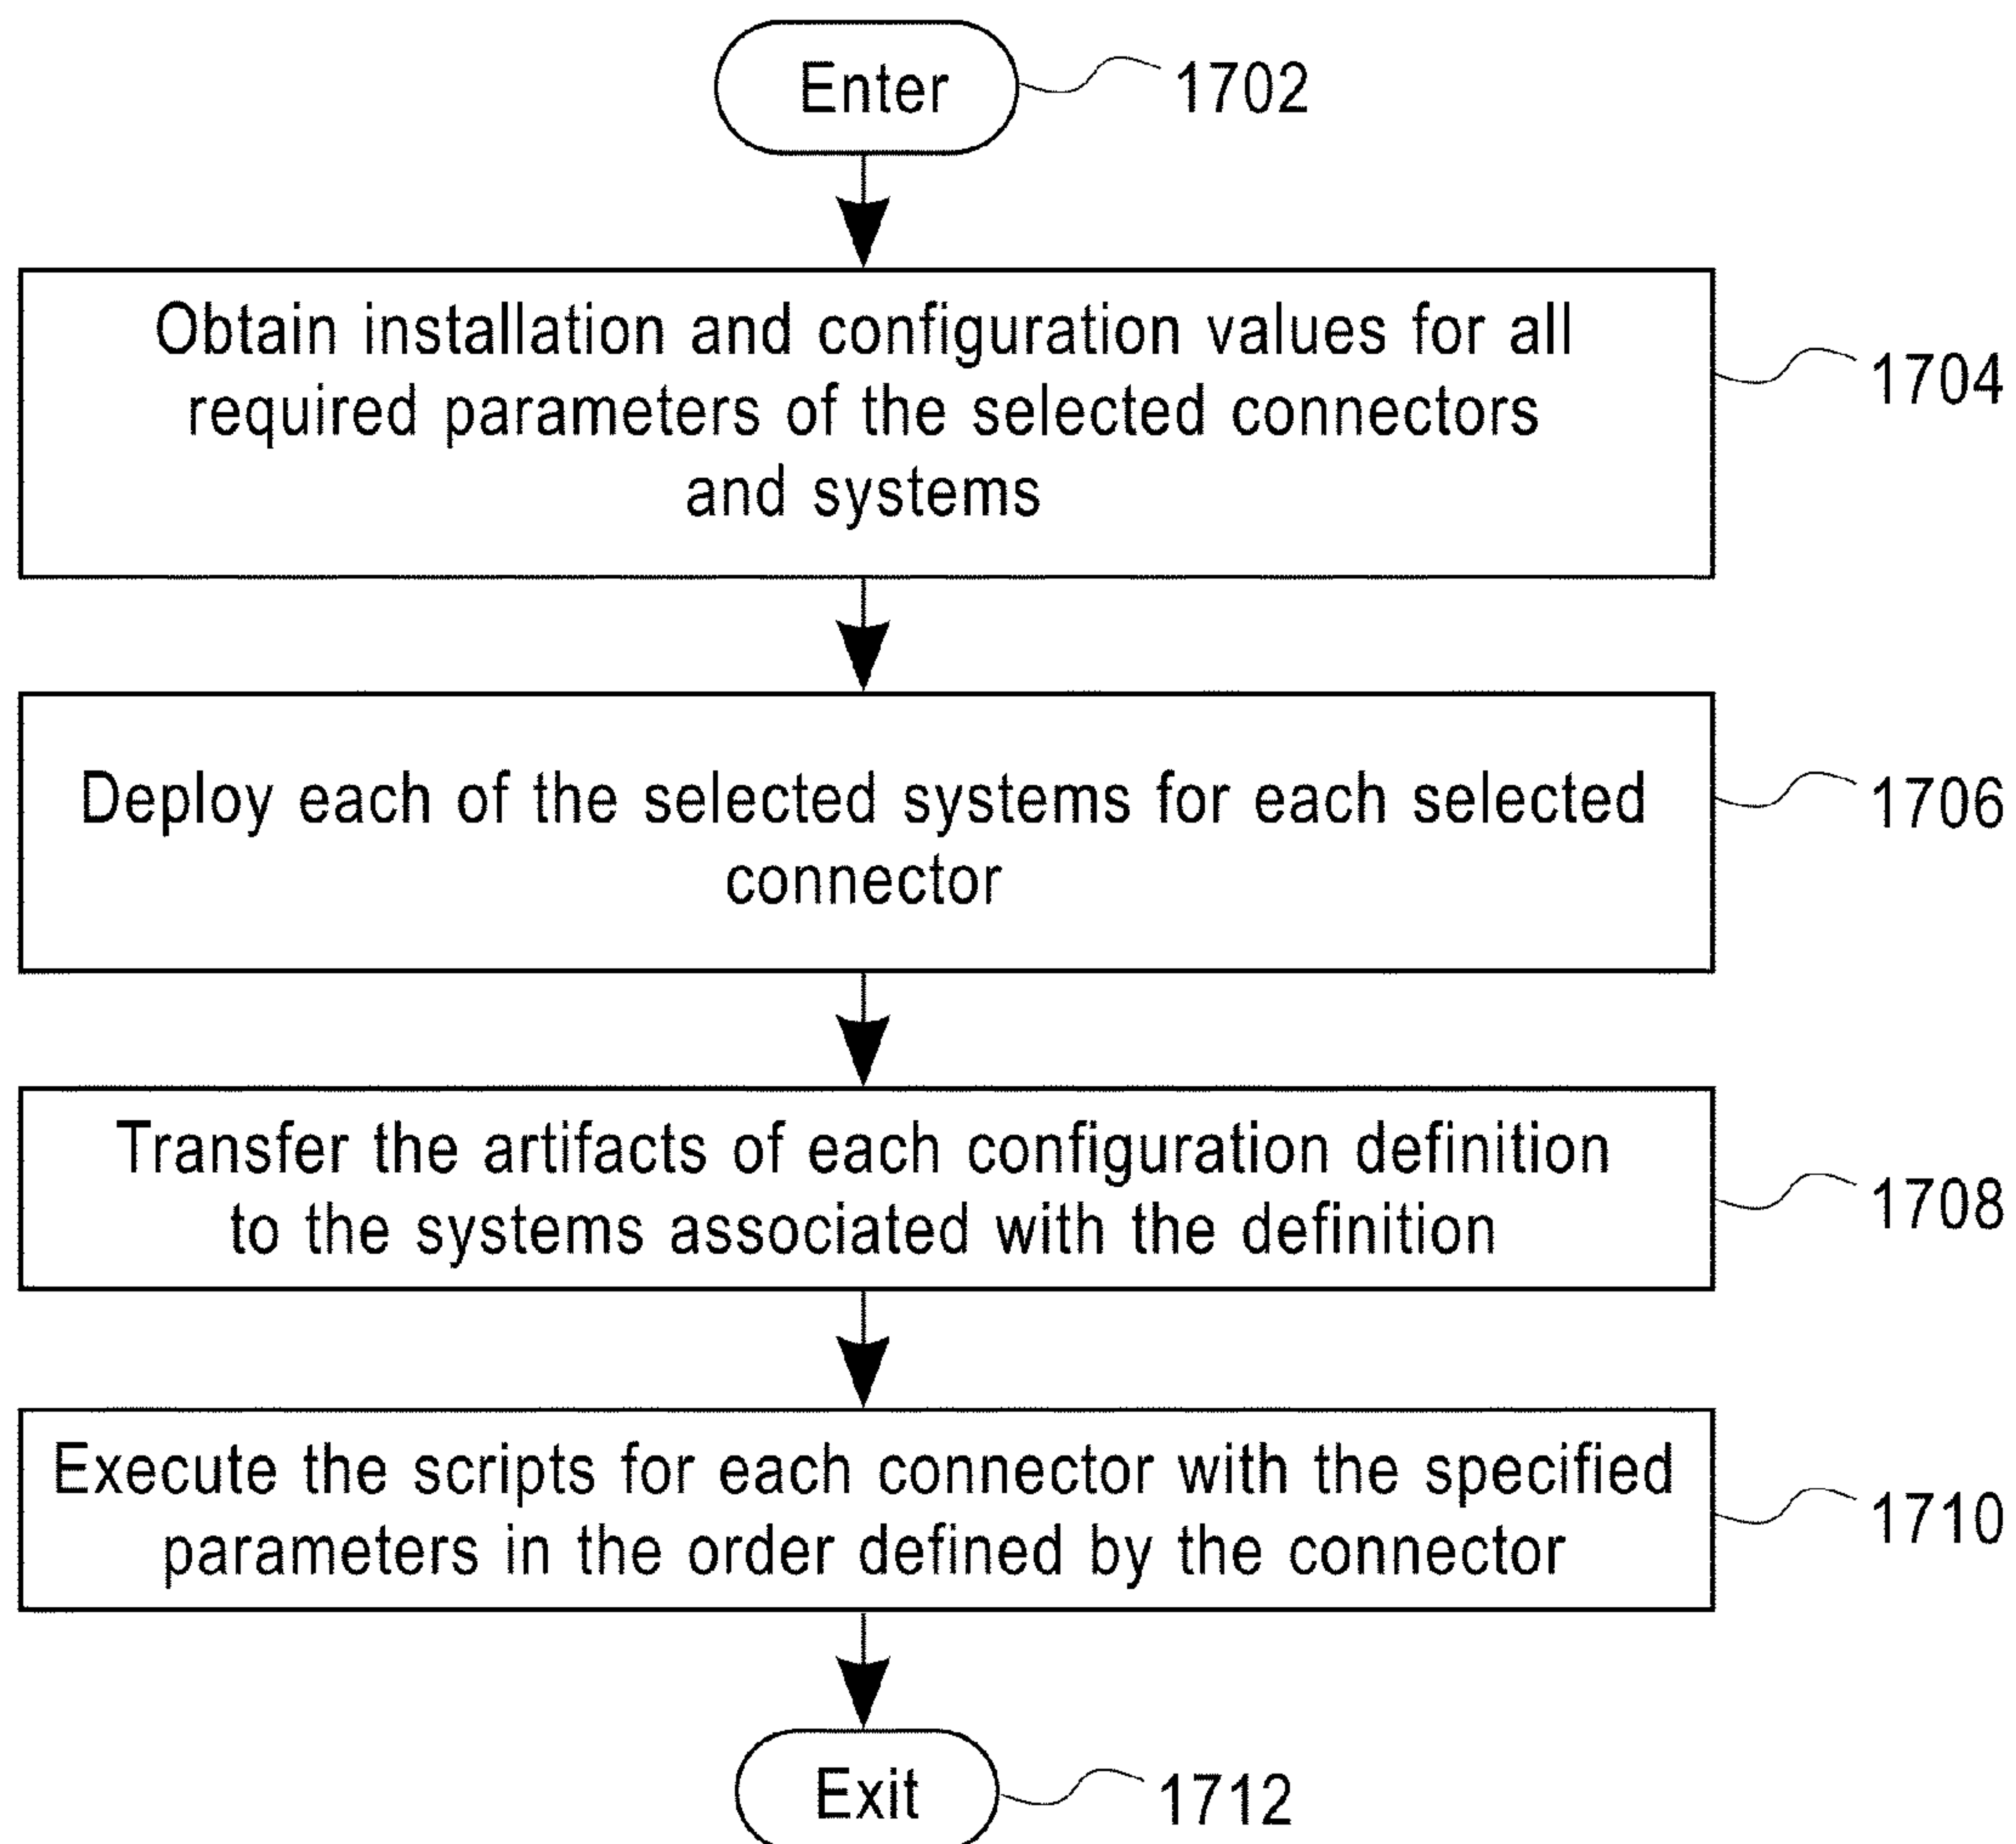 Enter
1702
Obtain installation and configuration values for all
required parameters of the selected connectors
and systems
1704
Deploy each of the selected systems for each selected
connector
1706
Transfer the artifacts of each configuration definition
to the systems associated with the definition
1708
Execute the scripts for each connector with the specified
parameters in the order defined by the connector
1710
Exit
1712